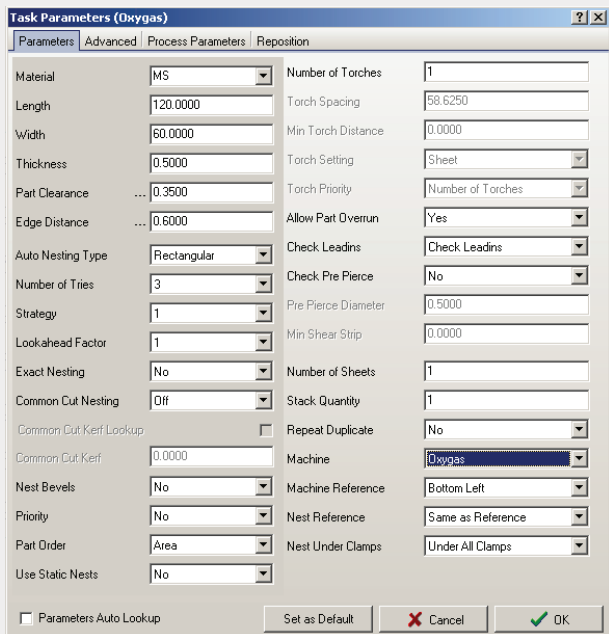 Task Parameters (Oxygas)
Parameters Advanced Process Parameters Reposition
Material MS
Length 120.0000
Width 60.0000
Thickness 0.5000
Part Clearance ... 0.3500
Edge Distance ... 0.6000
Auto Nesting Type Rectangular
Number of Tries 3
Strategy 1
Lookahead Factor 1
Exact Nesting No
Common Cut Nesting Off
Common Cut Kerf Lookup
Common Cut Kerf 0.0000
Nest Bevels No
Priority No
Part Order Area
Use Static Nests No
Number of Torches 1
Torch Spacing 58.6250
Min Torch Distance 0.0000
Torch Setting Sheet
Torch Priority Number of Torches
Allow Part Overrun Yes
Check Leadins Check Leadins
Check Pre Pierce No
Pre Pierce Diameter 0.5000
Min Shear Strip 0.0000
Number of Sheets 1
Stack Quantity 1
Repeat Duplicate No
Machine Oxygas
Machine Reference Bottom Left
Nest Reference Same as Reference
Nest Under Clamps Under All Clamps
Parameters Auto Lookup Set as Default Cancel OK